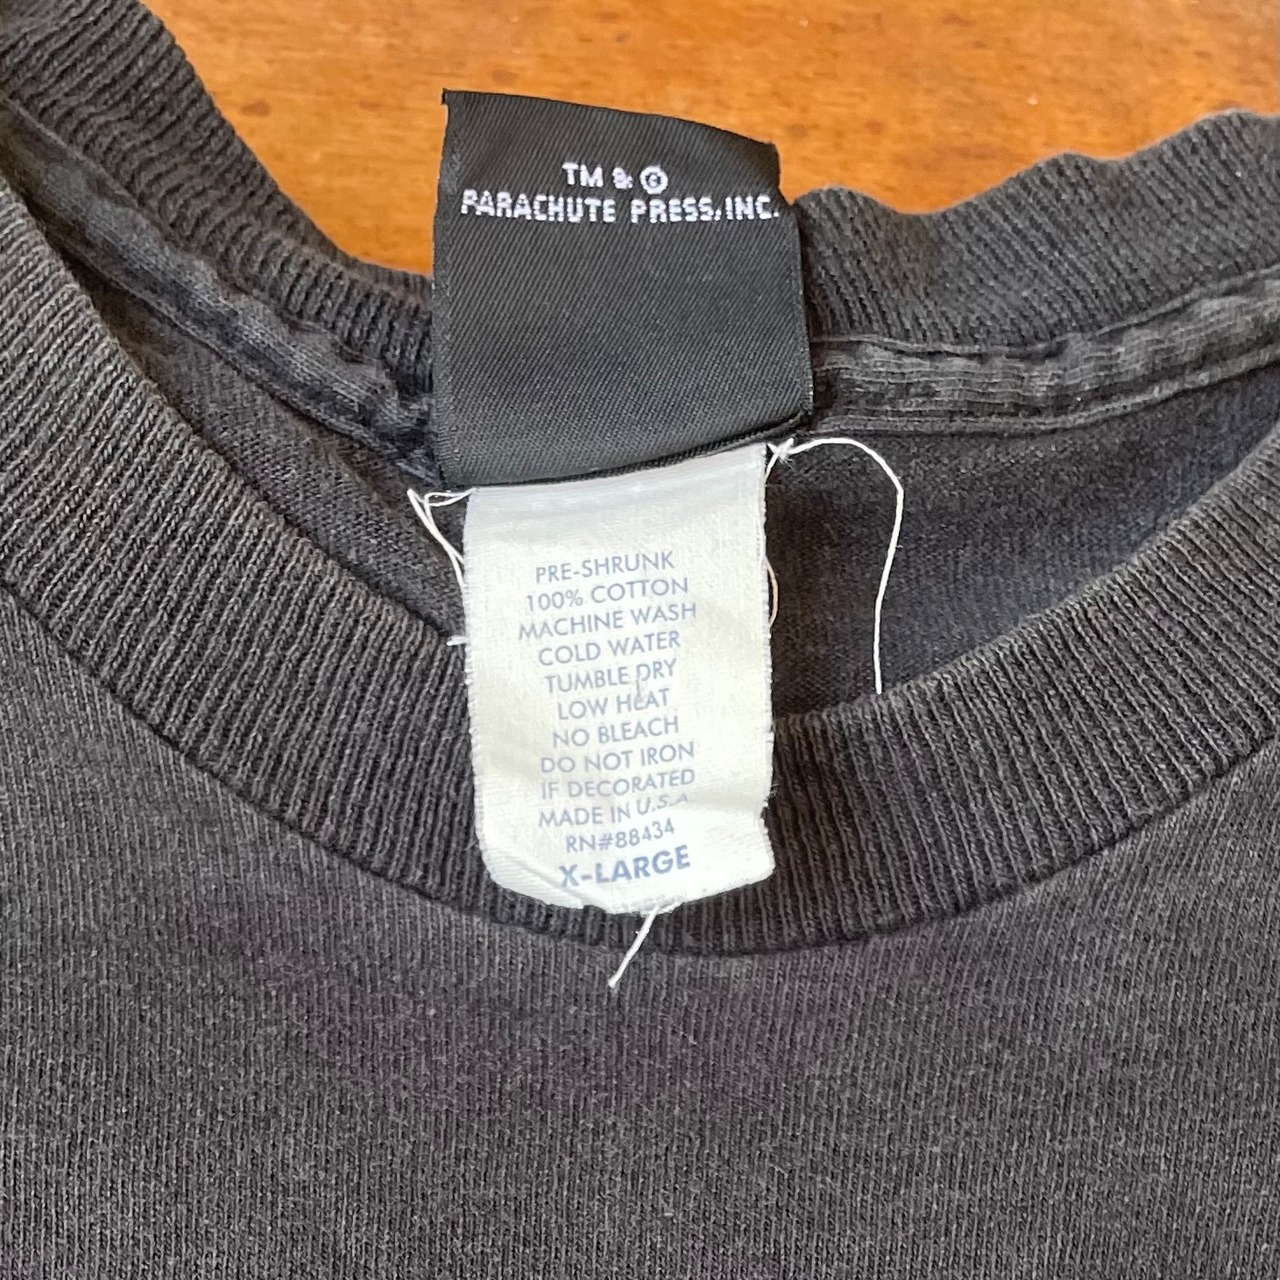 TM & ©
PARACHUTE PRESS, INC.
PRE-SHRUNK
100% COTTON
MACHINE WASH
COLD WATER
TUMBLE DRY
LOW HEAT
NO BLEACH
DO NOT IRON
IF DECORATED
MADE IN U.S.A
RN#88434
X-LARGE